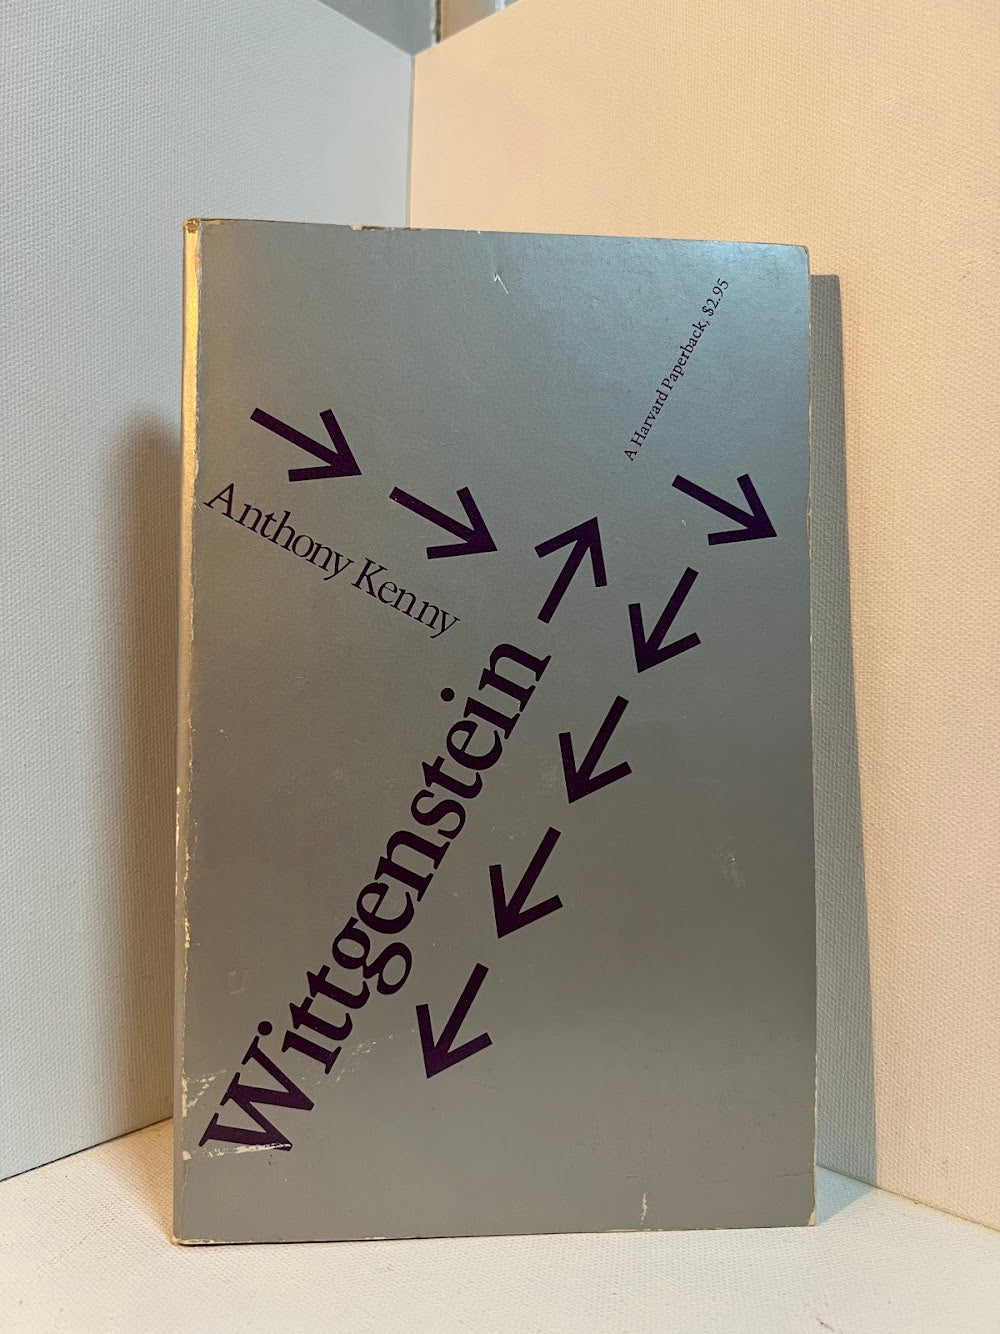 A Harvard Paperback, $2.95
Anthony Kenny
Wittgenstein